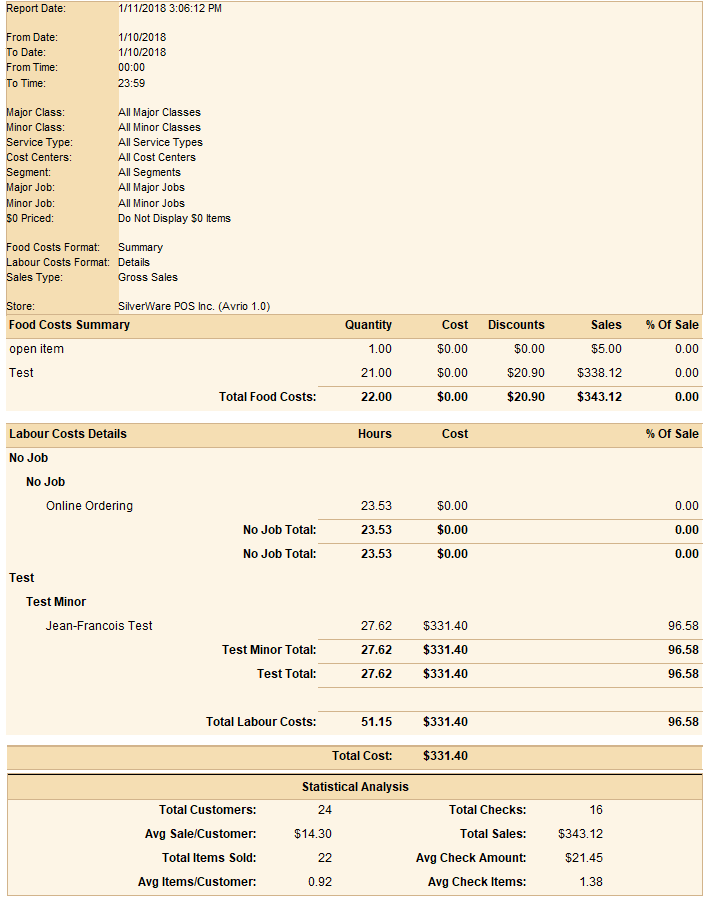 Report Date: 1/11/2018 3:06:12 PM
From Date: 1/10/2018
To Date: 1/10/2018
From Time: 00:00
To Time: 23:59
Major Class: All Major Classes
Minor Class: All Minor Classes
Service Type: All Service Types
Cost Centers: All Cost Centers
Segment: All Segments
Major Job: All Major Jobs
Minor Job: All Minor Jobs
$0 Priced: Do Not Display $0 Items
Food Costs Format: Summary
Labour Costs Format: Details
Sales Type: Gross Sales
Store: SilverWare POS Inc. (Avrio 1.0)
Food Costs Summary Quantity Cost Discounts Sales % Of Sale
open item 1.00 $0.00 $0.00 $5.00 0.00
Test 21.00 $0.00 $20.90 $338.12 0.00
Total Food Costs: 22.00 $0.00 $20.90 $343.12 0.00
Labour Costs Details Hours Cost % Of Sale
No Job
No Job
Online Ordering 23.53 $0.00 0.00
No Job Total: 23.53 $0.00 0.00
No Job Total: 23.53 $0.00 0.00
Test
Test Minor
Jean-Francois Test 27.62 $331.40 96.58
Test Minor Total: 27.62 $331.40 96.58
Test Total: 27.62 $331.40 96.58
Total Labour Costs: 51.15 $331.40 96.58
Total Cost: $331.40
Statistical Analysis
Total Customers: 24 Total Checks: 16
Avg Sale/Customer: $14.30 Total Sales: $343.12
Total Items Sold: 22 Avg Check Amount: $21.45
Avg Items/Customer: 0.92 Avg Check Items: 1.38